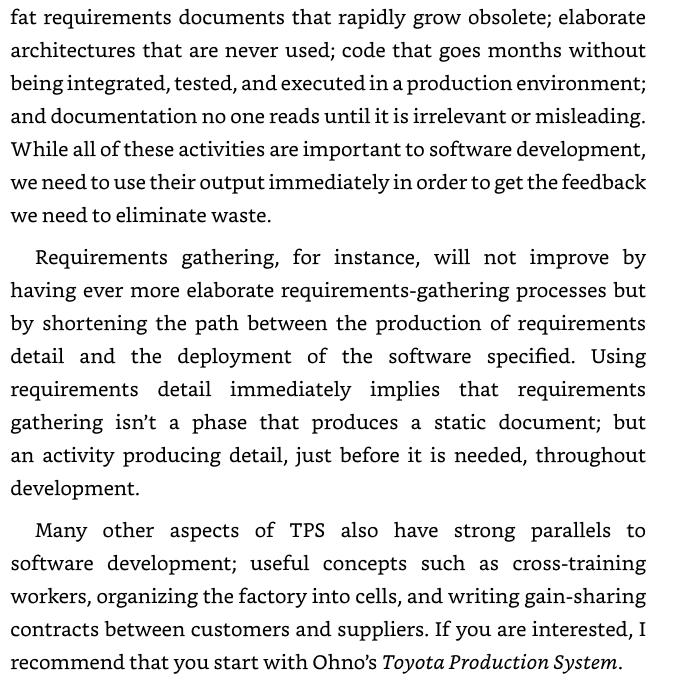 fat requirements documents that rapidly grow obsolete; elaborate
architectures that are never used; code that goes months without
being integrated, tested, and executed in a production environment;
and documentation no one reads until it is irrelevant or misleading.
While all of these activities are important to software development,
we need to use their output immediately in order to get the feedback
we need to eliminate waste.
Requirements gathering, for instance, will not improve by
having ever more elaborate requirements-gathering processes but
by shortening the path between the production of requirements
detail and the deployment of the software specified. Using
requirements detail immediately implies that requirements
gathering isn’t a phase that produces a static document; but
an activity producing detail, just before it is needed, throughout
development.
Many other aspects of TPS also have strong parallels to
software development; useful concepts such as cross-training
workers, organizing the factory into cells, and writing gain-sharing
contracts between customers and suppliers. If you are interested, I
recommend that you start with Ohno’s Toyota Production System.